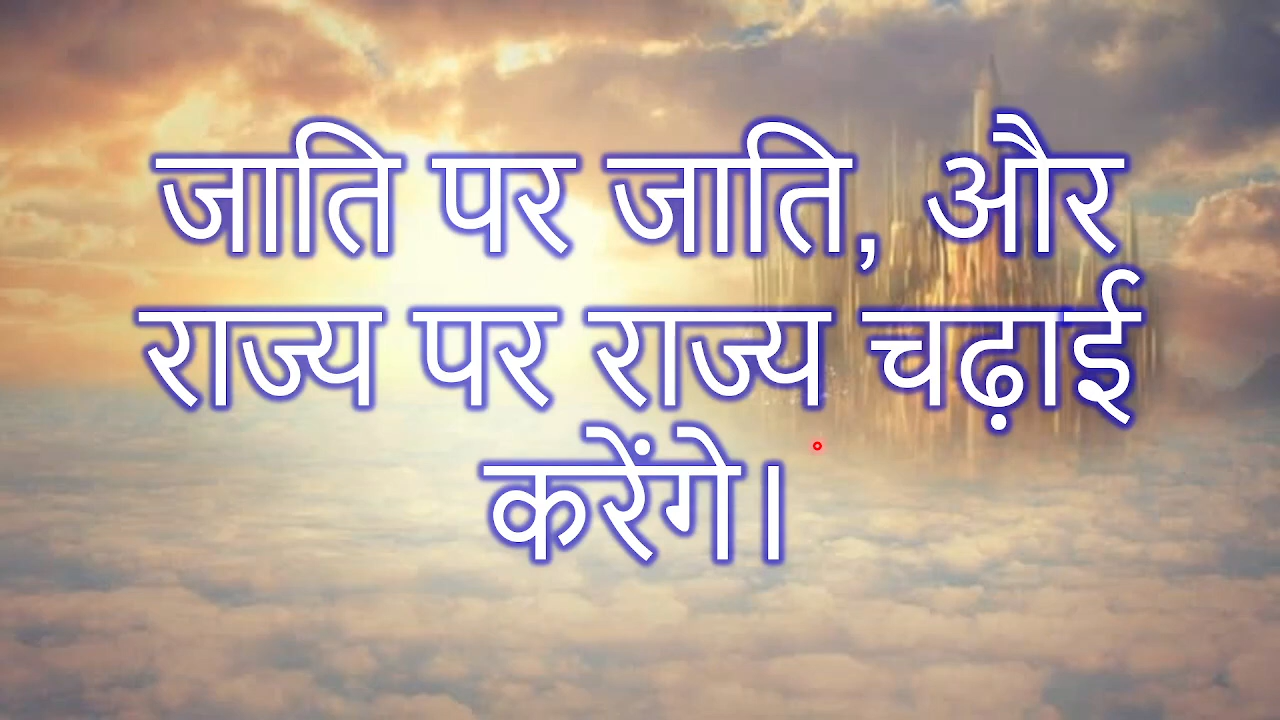 जाति पर जाति, और
राज्य पर राज्य चढ़ाई
करेंगे।